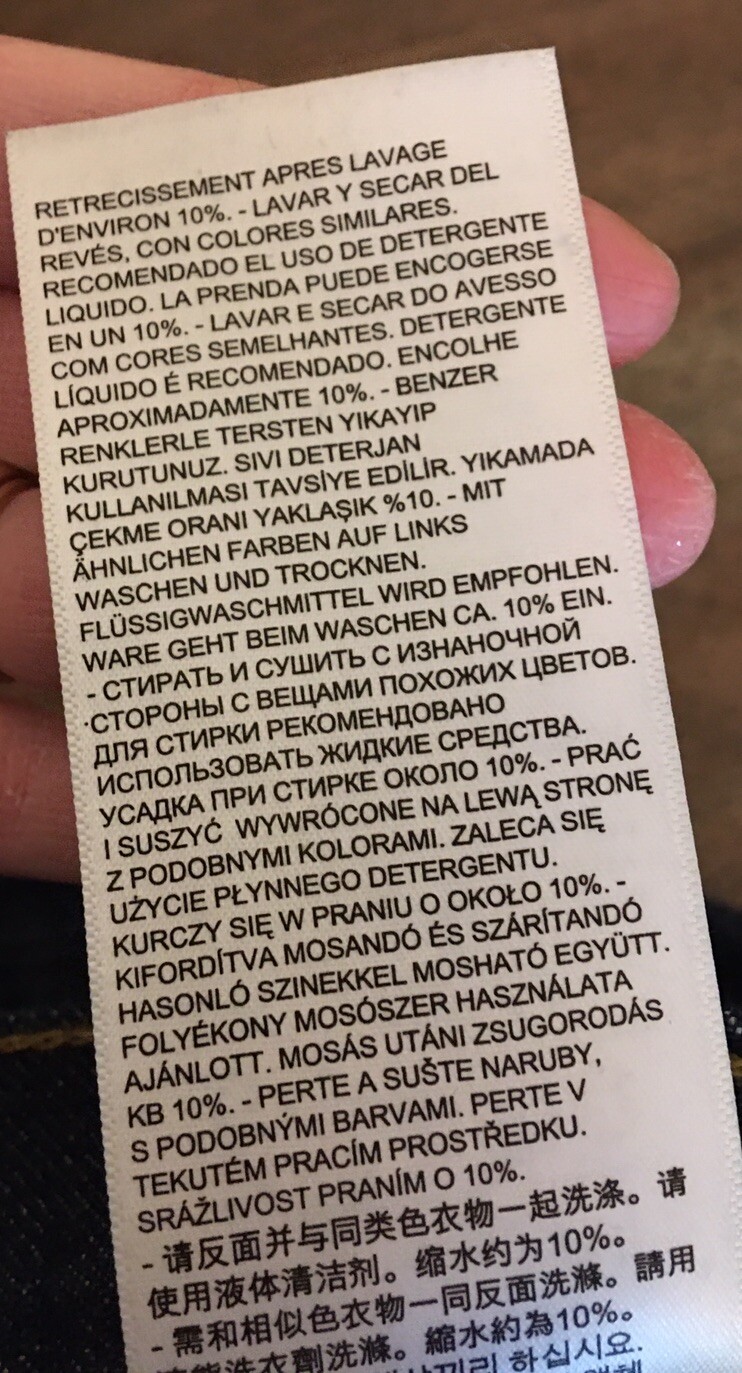 RETRECISSEMENT APRES LAVAGE
D'ENVIRON 10%. - LAVAR Y SECAR DEL
REVÉS, CON COLORES SIMILARES.
RECOMENDADO EL USO DE DETERGENTE
LIQUIDO. LA PRENDA PUEDE ENCOGERSE
EN UN 10%. - LAVAR E SECAR DO AVESSO
COM CORES SEMELHANTES. DETERGENTE
LÍQUIDO É RECOMENDADO. ENCOLHE
APROXIMADAMENTE 10%. - BENZER
RENKLERLE TERSTEN YIKAYIP
KURUTUNUZ. SIVI DETERJAN
KULLANILMASI TAVSİYE EDİLİR. YIKAMADA
ÇEKME ORANI YAKLAŞIK %10. - MIT
ÄHNLICHEN FARBEN AUF LINKS
WASCHEN UND TROCKNEN.
FLÜSSIGWASCHMITTEL WIRD EMPFOHLEN.
WARE GEHT BEIM WASCHEN CA. 10% EIN.
- СТИРАТЬ И СУШИТЬ С ИЗНАНОЧНОЙ
·СТОРОНЫ С ВЕЩАМИ ПОХОЖИХ ЦВЕТОВ.
ДЛЯ СТИРКИ РЕКОМЕНДОВАНО
ИСПОЛЬЗОВАТЬ ЖИДКИЕ СРЕДСТВА.
УСАДКА ПРИ СТИРКЕ ОКОЛО 10%. - PRAĆ
I SUSZYĆ WYWRÓCONE NA LEWĄ STRONĘ
Z PODOBNYMI KOLORAMI. ZALECA SIĘ
UŻYCIE PŁYNNEGO DETERGENTU.
KURCZY SIĘ W PRANIU O OKOŁO 10%. -
KIFORDÍTVA MOSANDÓ ÉS SZÁRÍTANDÓ
HASONLÓ SZINEKKEL MOSHATÓ EGYÜTT.
FOLYÉKONY MOSÓSZER HASZNÁLATA
AJÁNLOTT. MOSÁS UTÁNI ZSUGORODÁS
KB 10%. - PERTE A SUŠTE NARUBY,
S PODOBNÝMI BARVAMI. PERTE V
TEKUTÉM PRACÍM PROSTŘEDKU.
SRÁŽLIVOST PRANÍM O 10%.
- 请反面并与同类色衣物一起洗涤。请
使用液体清洁剂。缩水约为10%。
- 需和相似色衣物一同反面洗滌。請用
洗衣劑洗滌。縮水約為10%。
하십시요.